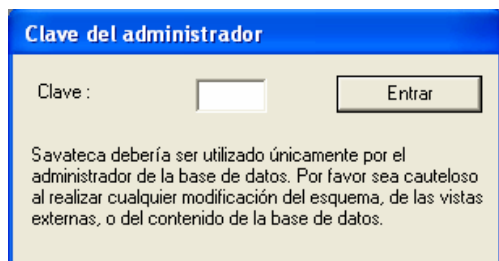 Clave del administrador
Clave :
Entrar
Savateca debería ser utilizado únicamente por el
administrador de la base de datos. Por favor sea cauteloso
al realizar cualquier modificación del esquema, de las vistas
externas, o del contenido de la base de datos.